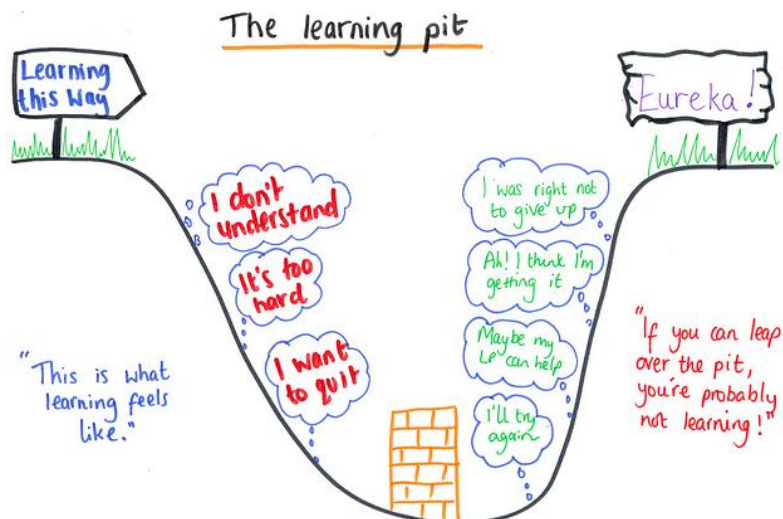 The learning pit
Learning
this Way
Eureka!
I don't
understand
It's too
hard
I want
to quit
I was right not
to give up
Ah! I think I'm
getting it
Maybe my
LP can help
I'll try
again
"This is what
learning feels
like."
"If you can leap
over the pit,
you're probably
not learning!"